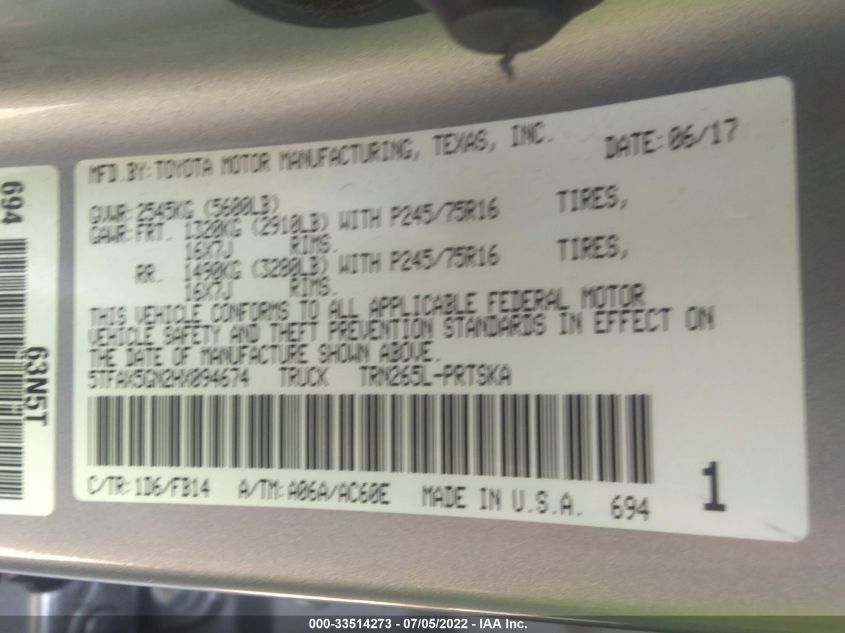 MFD.BY:TOYOTA MOTOR MANUFACTURING, TEXAS, INC. DATE:06/17
GVWR:2545KG (5600LB)
GAWR:FRT. 1320KG (2910LB) WITH P245/75R16 TIRES,
16X7J RIMS.
RR. 1490KG (3280LB) WITH P245/75R16 TIRES,
16X7J RIMS.
THIS VEHICLE CONFORMS TO ALL APPLICABLE FEDERAL MOTOR
VEHICLE SAFETY AND THEFT PREVENTION STANDARDS IN EFFECT ON
THE DATE OF MANUFACTURE SHOWN ABOVE.
5TFAX5GN2HX094674 TRUCK TRN265L-PRTSKA
C/TR:1D6/FB14 A/TM:A06A/AC60E MADE IN U.S.A. 694
1
694
63N5T
000-33514273 - 07/05/2022 - IAA Inc.